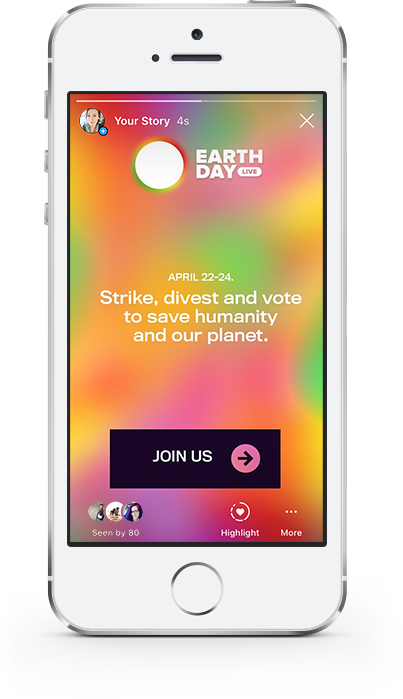 Your Story 4s
EARTH
DAY LIVE
APRIL 22-24.
Strike, divest and vote
to save humanity
and our planet.
JOIN US
Seen by 80
Highlight
More